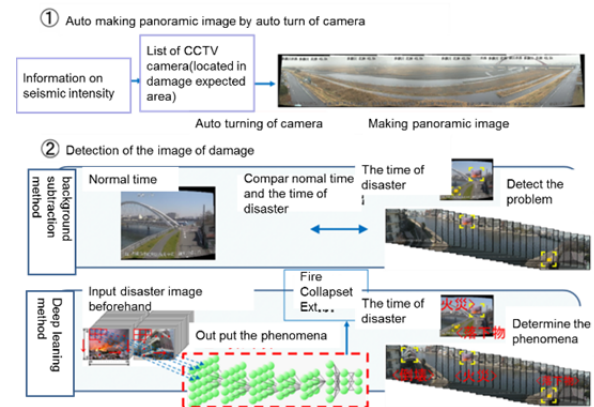 ① Auto making panoramic image by auto turn of camera
Information on
seismic intensity
List of CCTV
camera(located in
damage expected
area)
Auto turning of camera
Making panoramic image
② Detection of the image of damage
background
subtraction
method
Normal time
Compar nomal time
and the time of
disaster
The time of
disaster
Detect the
problem
Deep leaning
method
Input disaster image
beforehand
Out put the phenomena
Fire
Collapset
The time of
disaster
火災>
落下物
<火災>
Determine the
phenomena